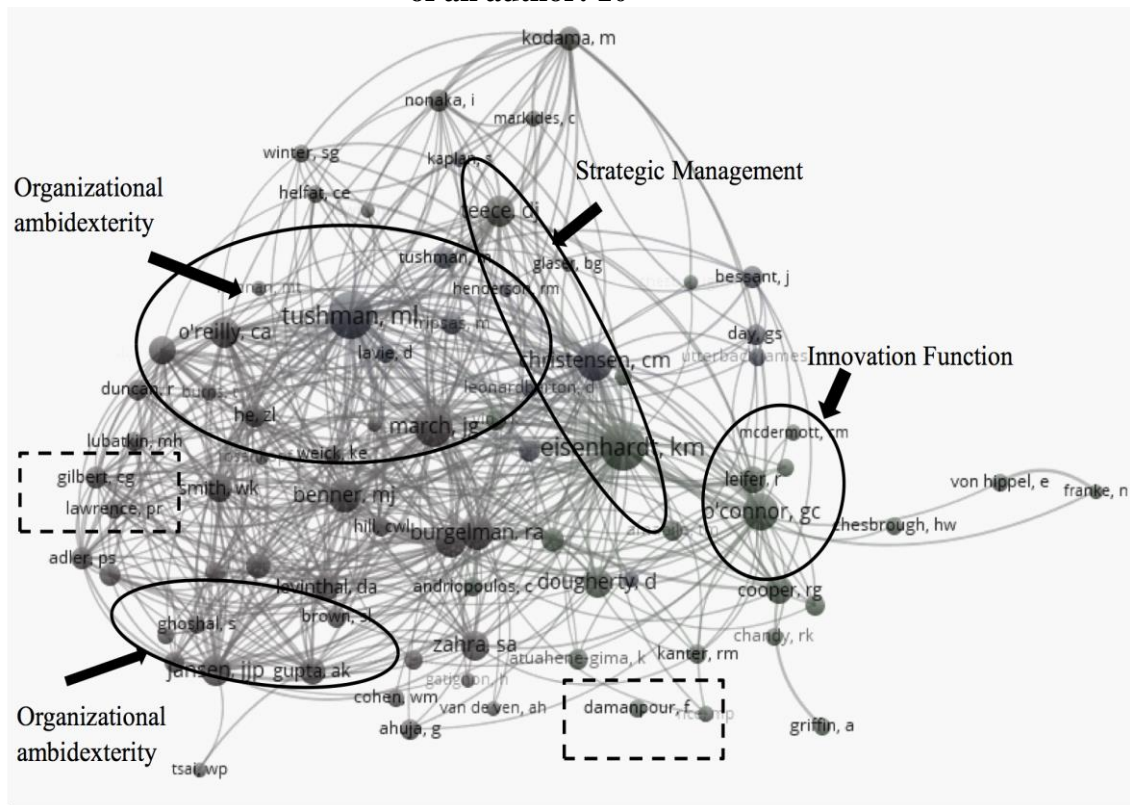 of an author: 20
kodama, m
nonaka, i
markides, c
winter, sg
kaplan, s
Strategic Management
Organizational
ambidexterity
helfat, ce
teece, dj
tushman, m
glaser, bg
bessant, j
henderson, rm
tushman, ml
tripsas, m
o'reilly, ca
day, gs
lavie, d
christensen, cm
Innovation Function
duncan, r
burns, t
he, zl
march, jg
mcdermott, cm
lubatkin, mh
weick, ke
eisenhardt, km
gilbert, cg
smith, wk
leifer, r
von hippel, e
franke, n
lawrence, pr
benner, mj
o'connor, gc
hill, cwl
burgelman, ra
chesbrough, hw
adler, ps
levinthal, da
andriopoulos, c
dougherty, d
cooper, rg
ghoshal, s
brown, sl
chandy, rk
zahra, sa
atuahene-gima, k
kanter, rm
jansen, jjp
gupta, ak
cohen, wm
van de ven, ah
damanpour, f
Organizational
ambidexterity
ahuja, g
griffin, a
tsai, wp